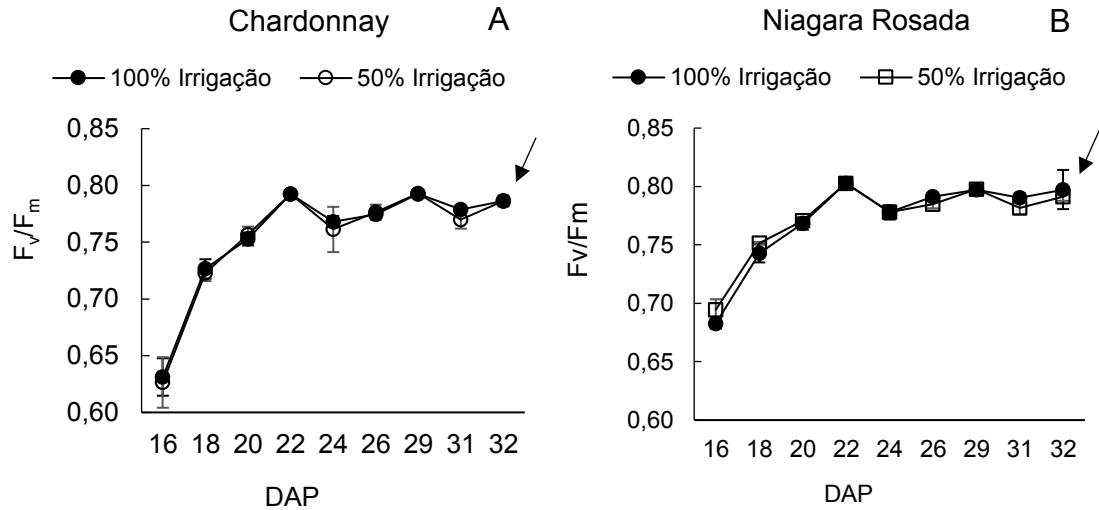 Chardonnay A
100% Irrigação 50% Irrigação
0,85
0,80
0,75
0,70
0,65
0,60
Fv/Fm
16 18 20 22 24 26 29 31 32
DAP
Niagara Rosada B
100% Irrigação 50% Irrigação
0,85
0,80
0,75
0,70
0,65
0,60
Fv/Fm
16 18 20 22 24 26 29 31 32
DAP